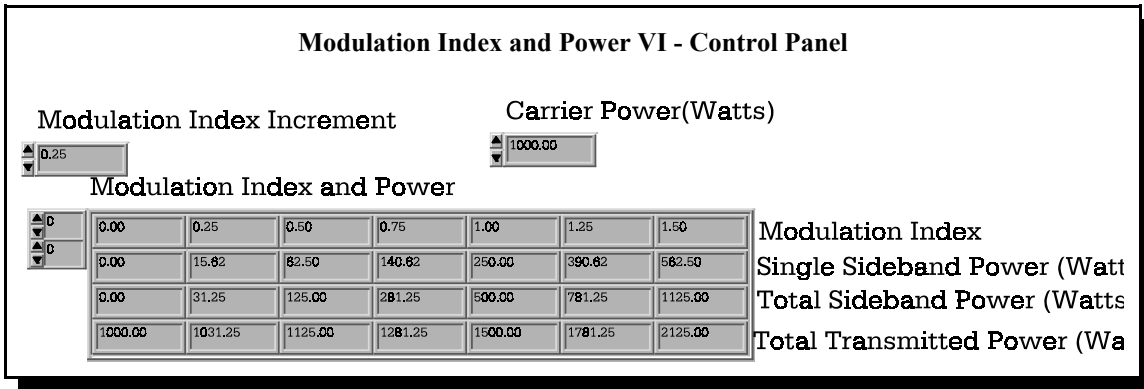 Modulation Index and Power VI - Control Panel
Carrier Power(Watts)
Modulation Index Increment
1000.00
0.25
Modulation Index and Power
0
0
0.00 0.25 0.50 0.75 1.00 1.25 1.50 Modulation Index
0.00 15.62 62.50 140.62 250.00 390.62 562.50 Single Sideband Power (Watt
0.00 31.25 125.00 281.25 500.00 781.25 1125.00 Total Sideband Power (Watts
1000.00 1031.25 1125.00 1281.25 1500.00 1781.25 2125.00 Total Transmitted Power (Wa